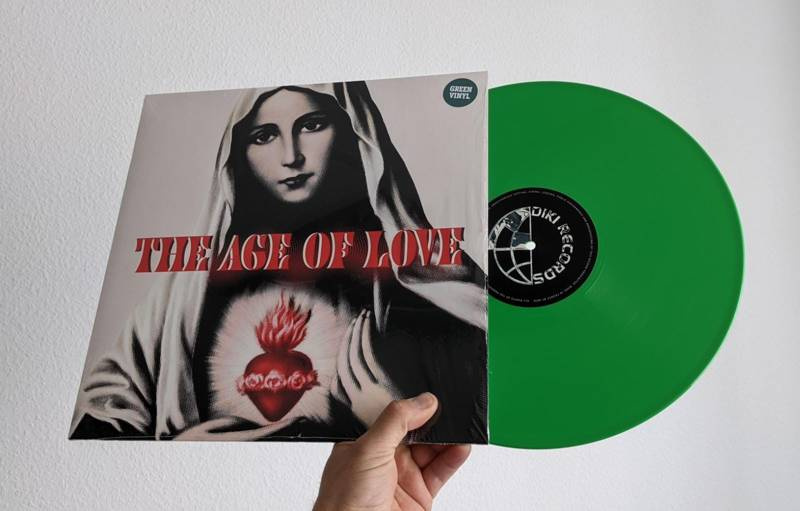 GREEN
VINYL
THE AGE OF LOVE
DIKI RECORDS